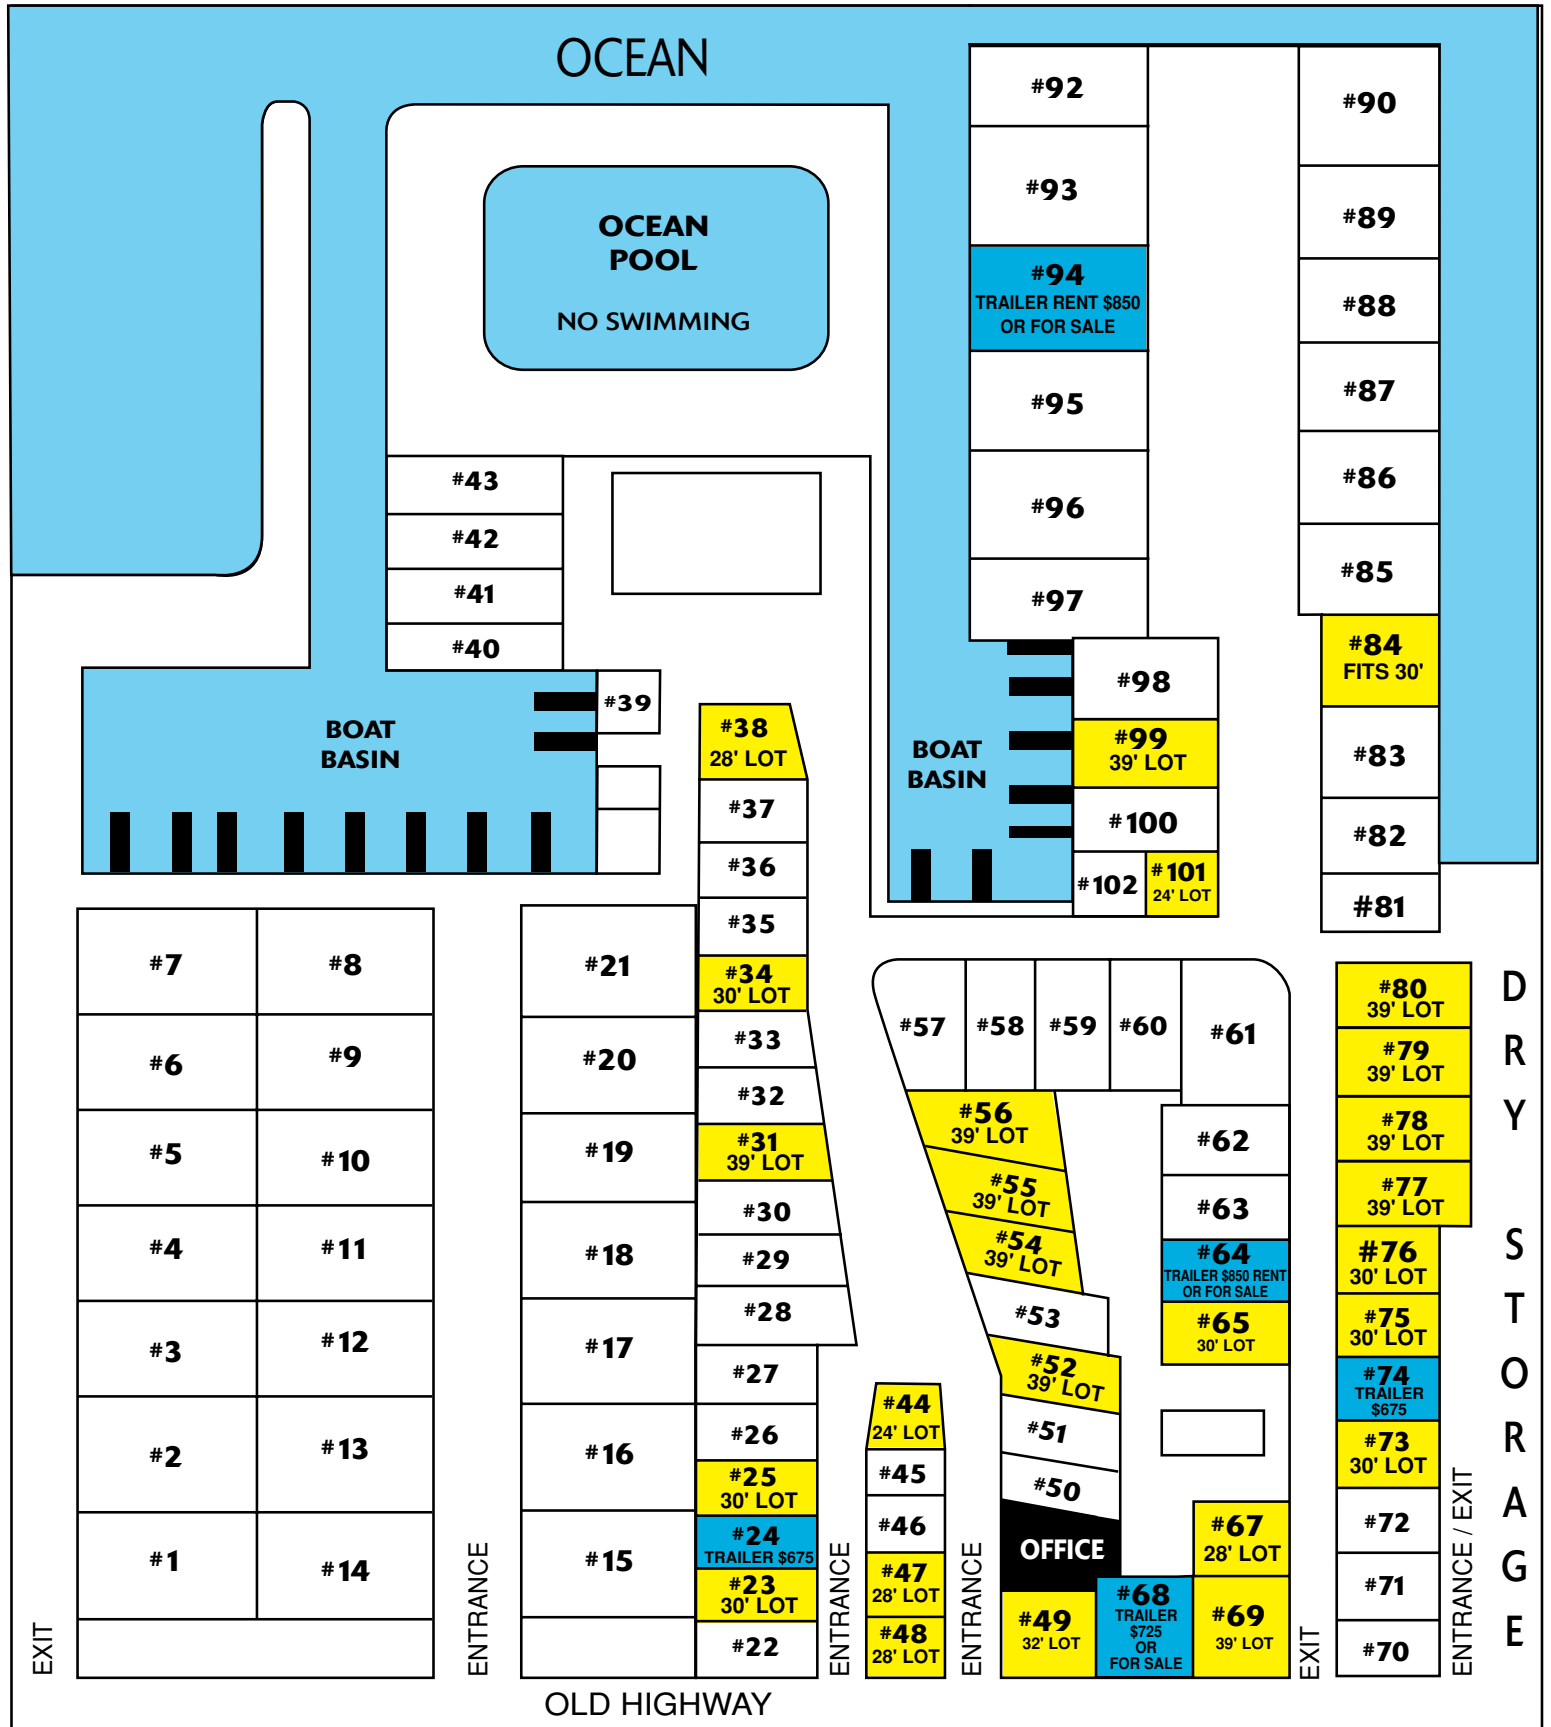 OCEAN
OCEAN
POOL
NO SWIMMING
#92
#93
#94
TRAILER RENT $850
OR FOR SALE
#95
#96
#97
#90
#89
#88
#87
#86
#85
#84
FITS 30'
#83
#82
#81
#43
#42
#41
#40
#39
BOAT
BASIN
BOAT
BASIN
#98
#99
39' LOT
#100
#102
#101
24' LOT
#38
28' LOT
#37
#36
#35
#34
30' LOT
#33
#32
#31
39' LOT
#30
#29
#28
#27
#26
#25
30' LOT
#24
TRAILER $675
#23
30' LOT
#22
#7
#8
#6
#9
#5
#10
#4
#11
#3
#12
#2
#13
#1
#14
#21
#20
#19
#18
#17
#16
#15
#57
#58
#59
#60
#61
#56
39' LOT
#55
39' LOT
#54
39' LOT
#53
#52
39' LOT
#51
#50
OFFICE
#49
32' LOT
#62
#63
#64
TRAILER $850 RENT
OR FOR SALE
#65
30' LOT
#67
28' LOT
#68
TRAILER
$725
OR
FOR SALE
#69
39' LOT
#44
24' LOT
#45
#46
#47
28' LOT
#48
28' LOT
#80
39' LOT
#79
39' LOT
#78
39' LOT
#77
39' LOT
#76
30' LOT
#75
30' LOT
#74
TRAILER
$675
#73
30' LOT
#72
#71
#70
DRY STORAGE
EXIT
ENTRANCE
ENTRANCE
ENTRANCE
EXIT
ENTRANCE / EXIT
OLD HIGHWAY